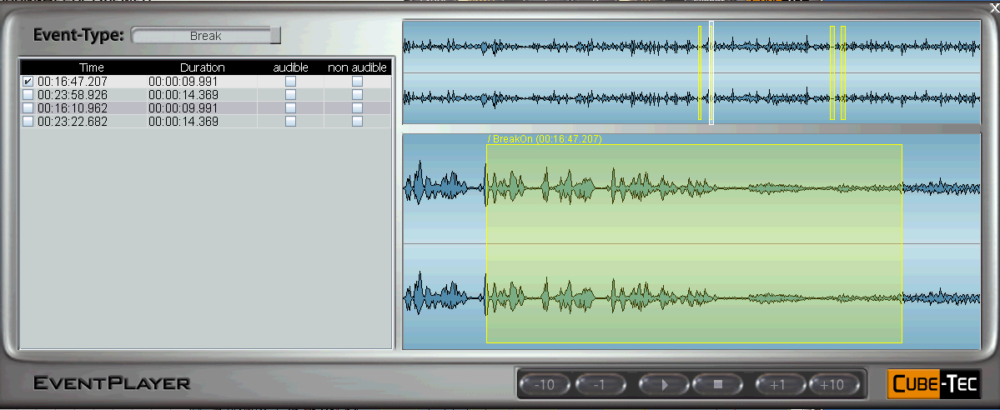 X
Event-Type: Break
Time Duration audible non audible
00:16:47.207 00:00:09.991
00:23:58.926 00:00:14.369
00:16:10.962 00:00:09.991
00:23:22.682 00:00:14.369
/ BreakOn (00:16:47.207)
EVENTPLAYER
-10 -1 +1 +10
CUBE-TEC